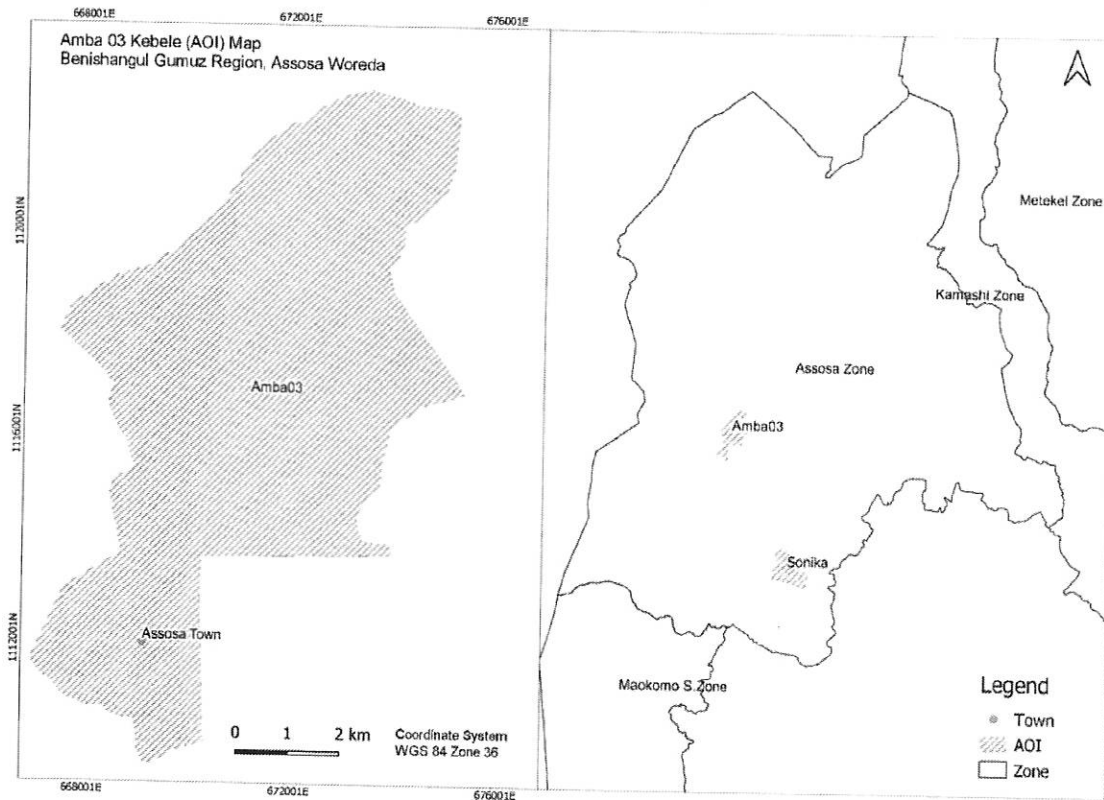 668001E
672001E
676001E
Amba 03 Kebele (AOI) Map
Benishangul Gumuz Region, Assosa Woreda
1120001N
1116001N
1112001N
Amba03
Assosa Town
0 1 2 km
Coordinate System
WGS 84 Zone 36
668001E
672001E
676001E
Metekel Zone
Kamashi Zone
Assosa Zone
Amba03
Sonika
Maokomo S.Zone
Legend
Town
AOI
Zone